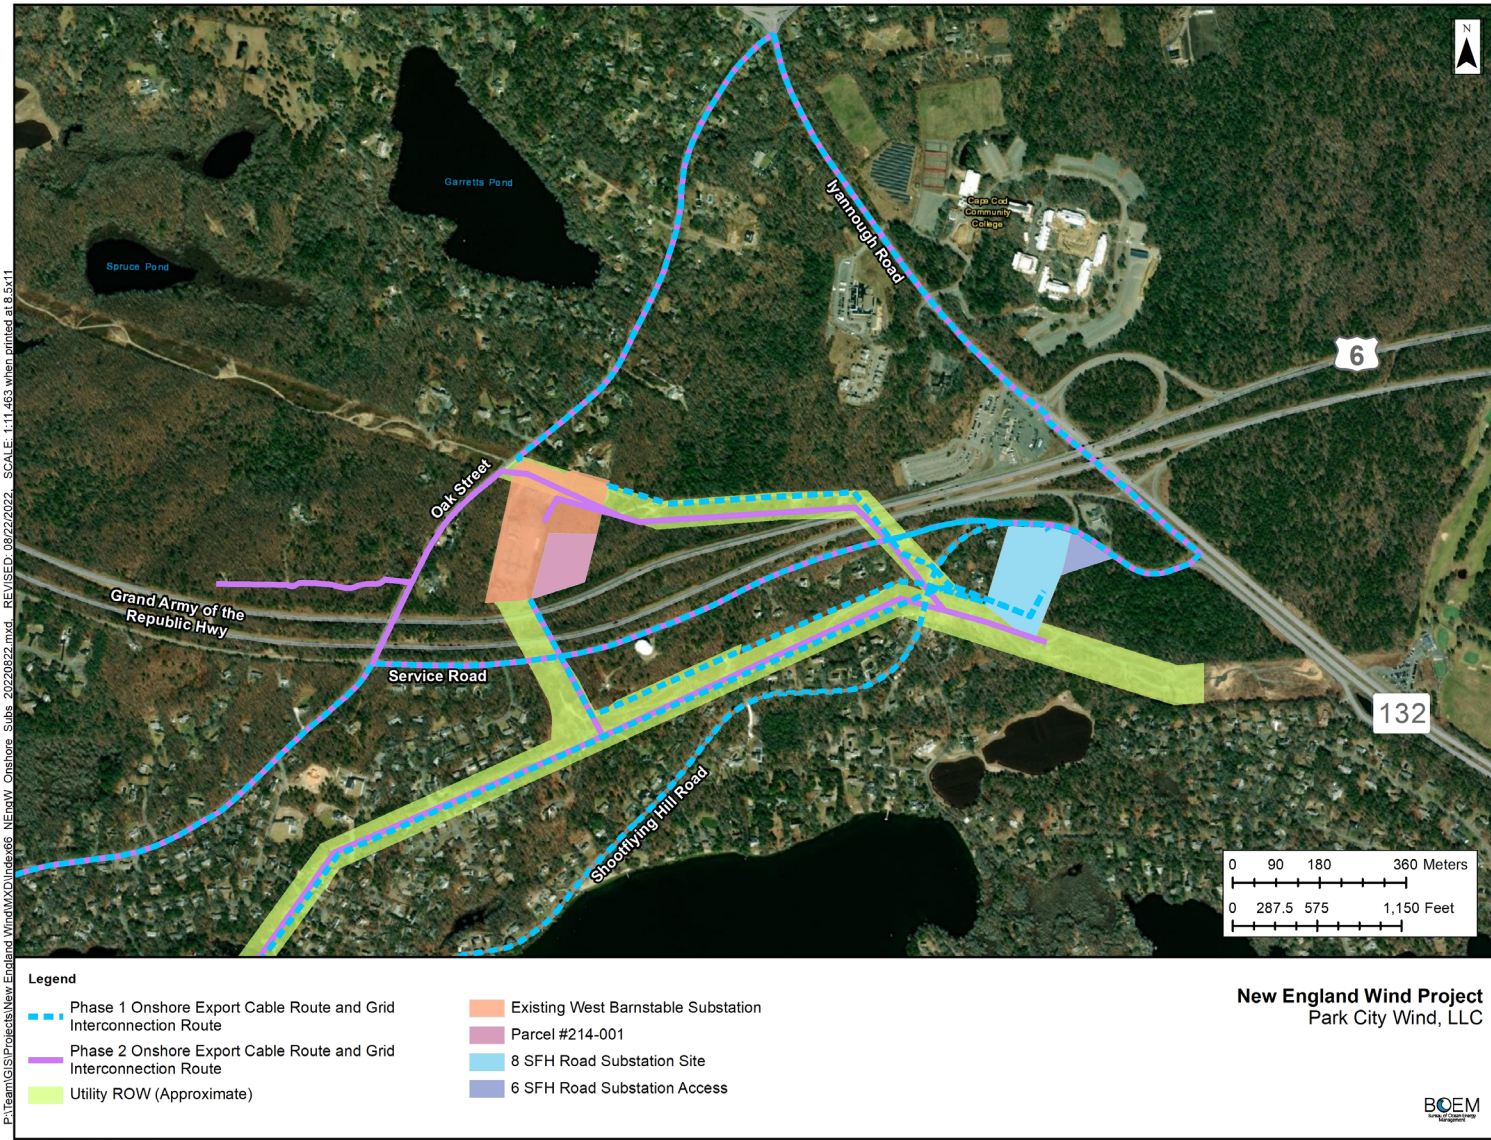 N
Garretts Pond
Spruce Pond
Iyannough Road
Cape Cod
Community
College
6
Oak Street
Grand Army of the
Republic Hwy
Service Road
Shootflying Hill Road
132
0 90 180 360 Meters
0 287.5 575 1,150 Feet
P:\Team\GIS\Projects\New England Wind\MXD\Index66_NEngW_Onshore_Subs_20220822.mxd, REVISED: 08/22/2022, SCALE: 1:11,463 when printed at 8.5x11
Legend
Phase 1 Onshore Export Cable Route and Grid
Interconnection Route
Phase 2 Onshore Export Cable Route and Grid
Interconnection Route
Utility ROW (Approximate)
Existing West Barnstable Substation
Parcel #214-001
8 SFH Road Substation Site
6 SFH Road Substation Access
New England Wind Project
Park City Wind, LLC
BOEM
Bureau of Ocean Energy
Management